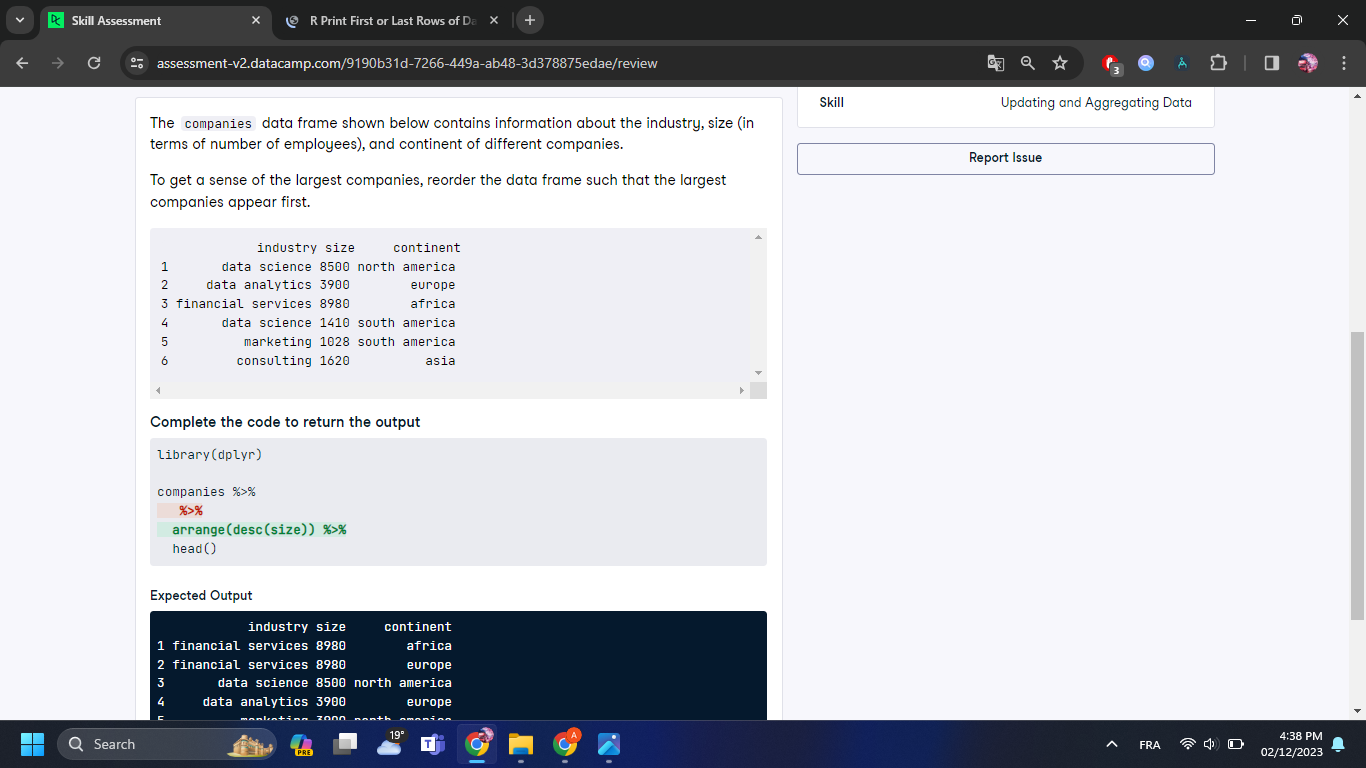 Skill Assessment
R Print First or Last Rows of Da
assessment-v2.datacamp.com/9190b31d-7266-449a-ab48-3d378875edae/review
3
The companies data frame shown below contains information about the industry, size (in
terms of number of employees), and continent of different companies.
To get a sense of the largest companies, reorder the data frame such that the largest
companies appear first.
industry size continent
1 data science 8500 north america
2 data analytics 3900 europe
3 financial services 8980 africa
4 data science 1410 south america
5 marketing 1028 south america
6 consulting 1620 asia
Complete the code to return the output
library(dplyr)
companies %>%
%>%
arrange(desc(size)) %>%
head()
Expected Output
industry size continent
1 financial services 8980 africa
2 financial services 8980 europe
3 data science 8500 north america
4 data analytics 3900 europe
5 marketing 3900 north america
Skill Updating and Aggregating Data
Report Issue
Search
PRE
19°
A
FRA
4:38 PM
02/12/2023